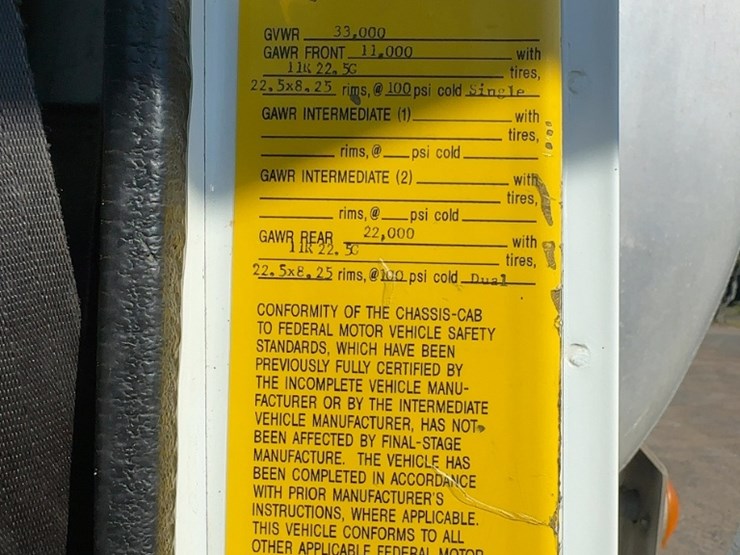 GVWR 33,000
GAWR FRONT 11,000 with
11R 22.5G tires,
22.5x8.25 rims, @ 100 psi cold Single
GAWR INTERMEDIATE (1) with
tires,
rims, @ psi cold
GAWR INTERMEDIATE (2) with
tires,
rims, @ psi cold
GAWR REAR 22,000 with
11R 22.5G tires,
22.5x8.25 rims, @ 100 psi cold Dual
CONFORMITY OF THE CHASSIS-CAB
TO FEDERAL MOTOR VEHICLE SAFETY
STANDARDS, WHICH HAVE BEEN
PREVIOUSLY FULLY CERTIFIED BY
THE INCOMPLETE VEHICLE MANU-
FACTURER OR BY THE INTERMEDIATE
VEHICLE MANUFACTURER, HAS NOT
BEEN AFFECTED BY FINAL-STAGE
MANUFACTURE. THE VEHICLE HAS
BEEN COMPLETED IN ACCORDANCE
WITH PRIOR MANUFACTURER'S
INSTRUCTIONS, WHERE APPLICABLE.
THIS VEHICLE CONFORMS TO ALL
OTHER APPLICABLE FEDERAL MOTOR